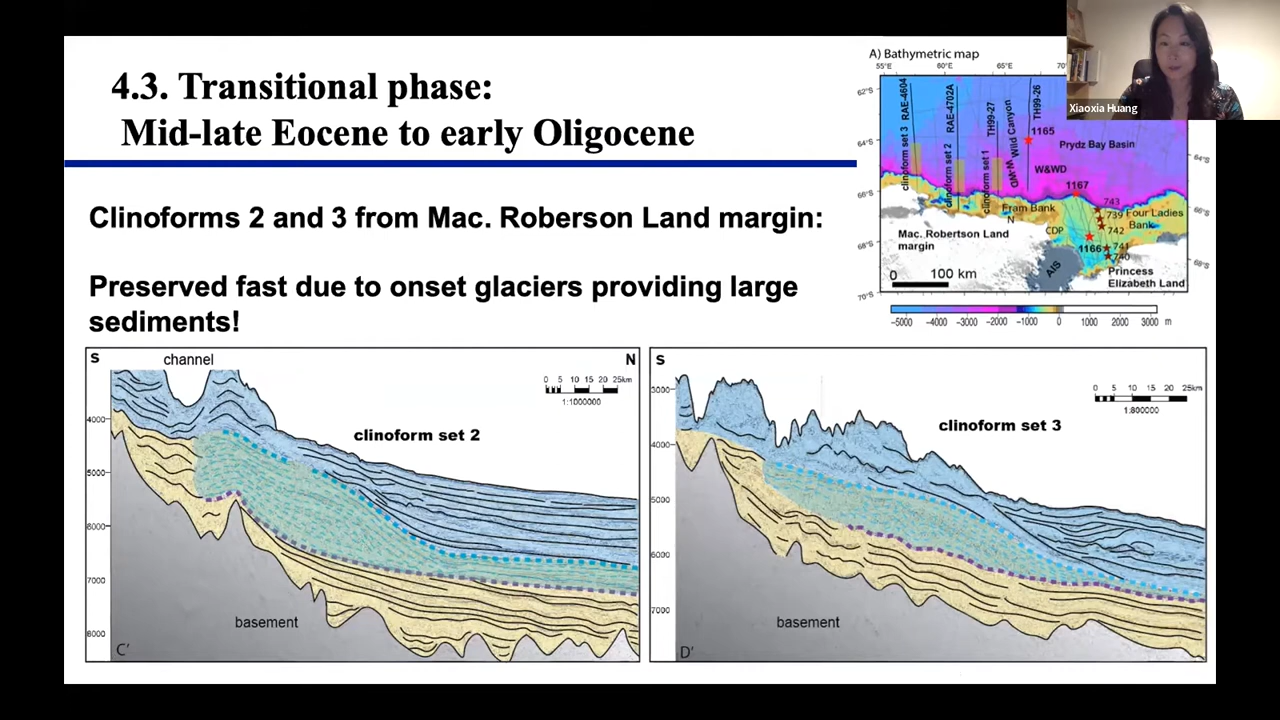 4.3. Transitional phase:
Mid-late Eocene to early Oligocene
Clinoforms 2 and 3 from Mac. Roberson Land margin:
Preserved fast due to onset glaciers providing large
sediments!
A) Bathymetric map
55°E 60°E 65°E 70°
62°S
64°S
66°S
68°S
70°S
64°S
66°S
68°S
RAE-4604
RAE-4702A
TH99-27
TH99-26
clinoform set 3
clinoform set 2
clinoform set 1
Wild Canyon
1165
Prydz Bay Basin
W&WD
1167
743
739
Four Ladies
Bank
742
Fram Bank
N
CDP
Mac. Robertson Land
margin
1166
741
740
AIS
Princess
Elizabeth Land
0 100 km
-5000 -4000 -3000 -2000 -1000 0 1000 2000 3000 m
Xiaoxia Huang
S
channel
N
0 5 10 15 20 25km
1:1000000
clinoform set 2
4000
5000
6000
7000
8000
basement
C'
S
0 5 10 15 20 25km
1:800000
clinoform set 3
3000
4000
5000
6000
7000
basement
D'